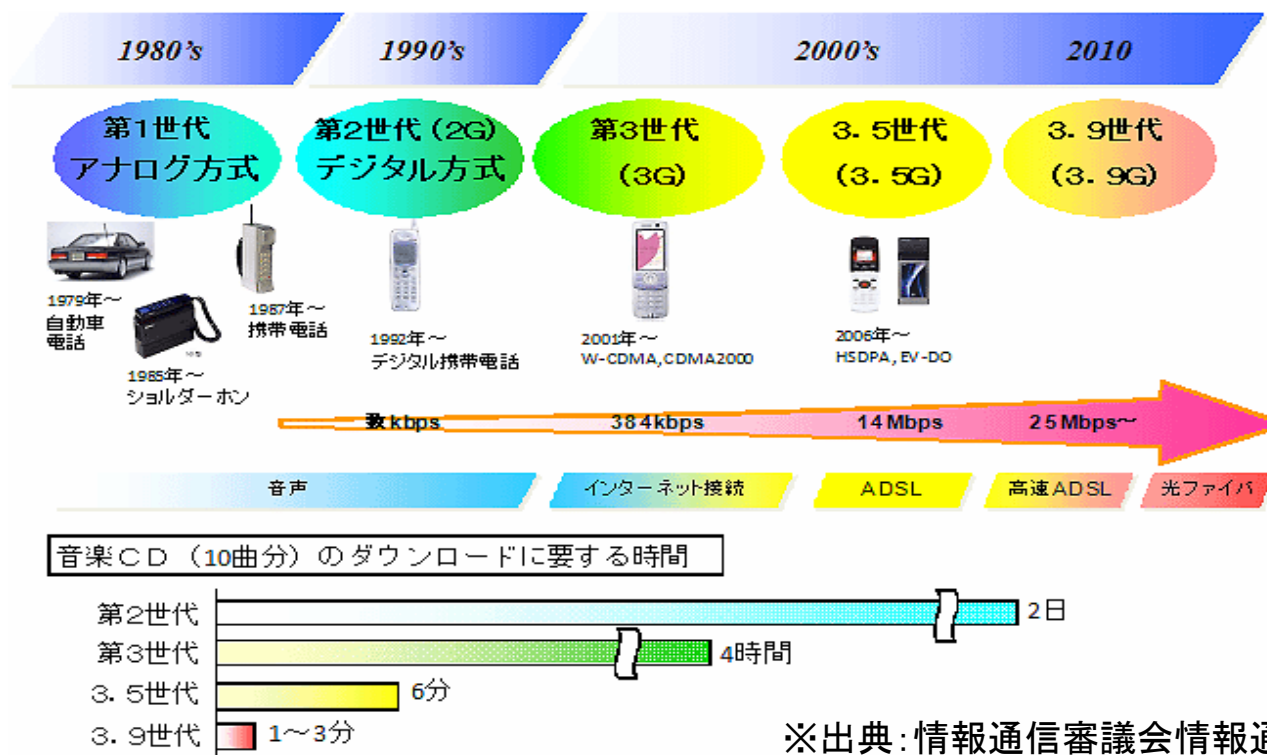 1980's
1990's
2000's
2010
第1世代
アナログ方式
第2世代(2G)
デジタル方式
第3世代
(3G)
3.5世代
(3.5G)
3.9世代
(3.9G)
1979年～
自動車
電話
1985年～
ショルダーホン
1987年～
携帯電話
1992年～
デジタル携帯電話
2001年～
W-CDMA,CDMA2000
2006年～
HSDPA, EV-DO
数kbps
384kbps
14Mbps
25Mbps～
音声
インターネット接続
ADSL
高速ADSL
光ファイバ
音楽CD（10曲分）のダウンロードに要する時間
第2世代
2日
第3世代
4時間
3.5世代
6分
3.9世代
1～3分
※出典：情報通信審議会情報通